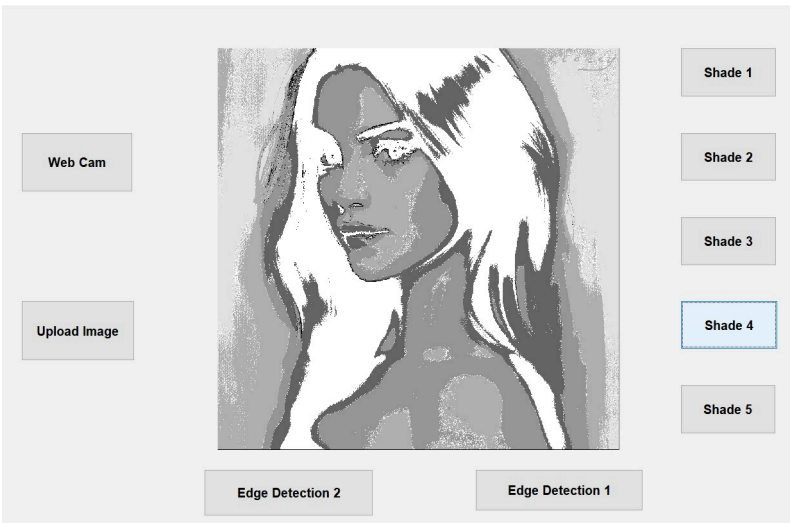 Web Cam
Upload Image
Shade 1
Shade 2
Shade 3
Shade 4
Shade 5
Edge Detection 2
Edge Detection 1